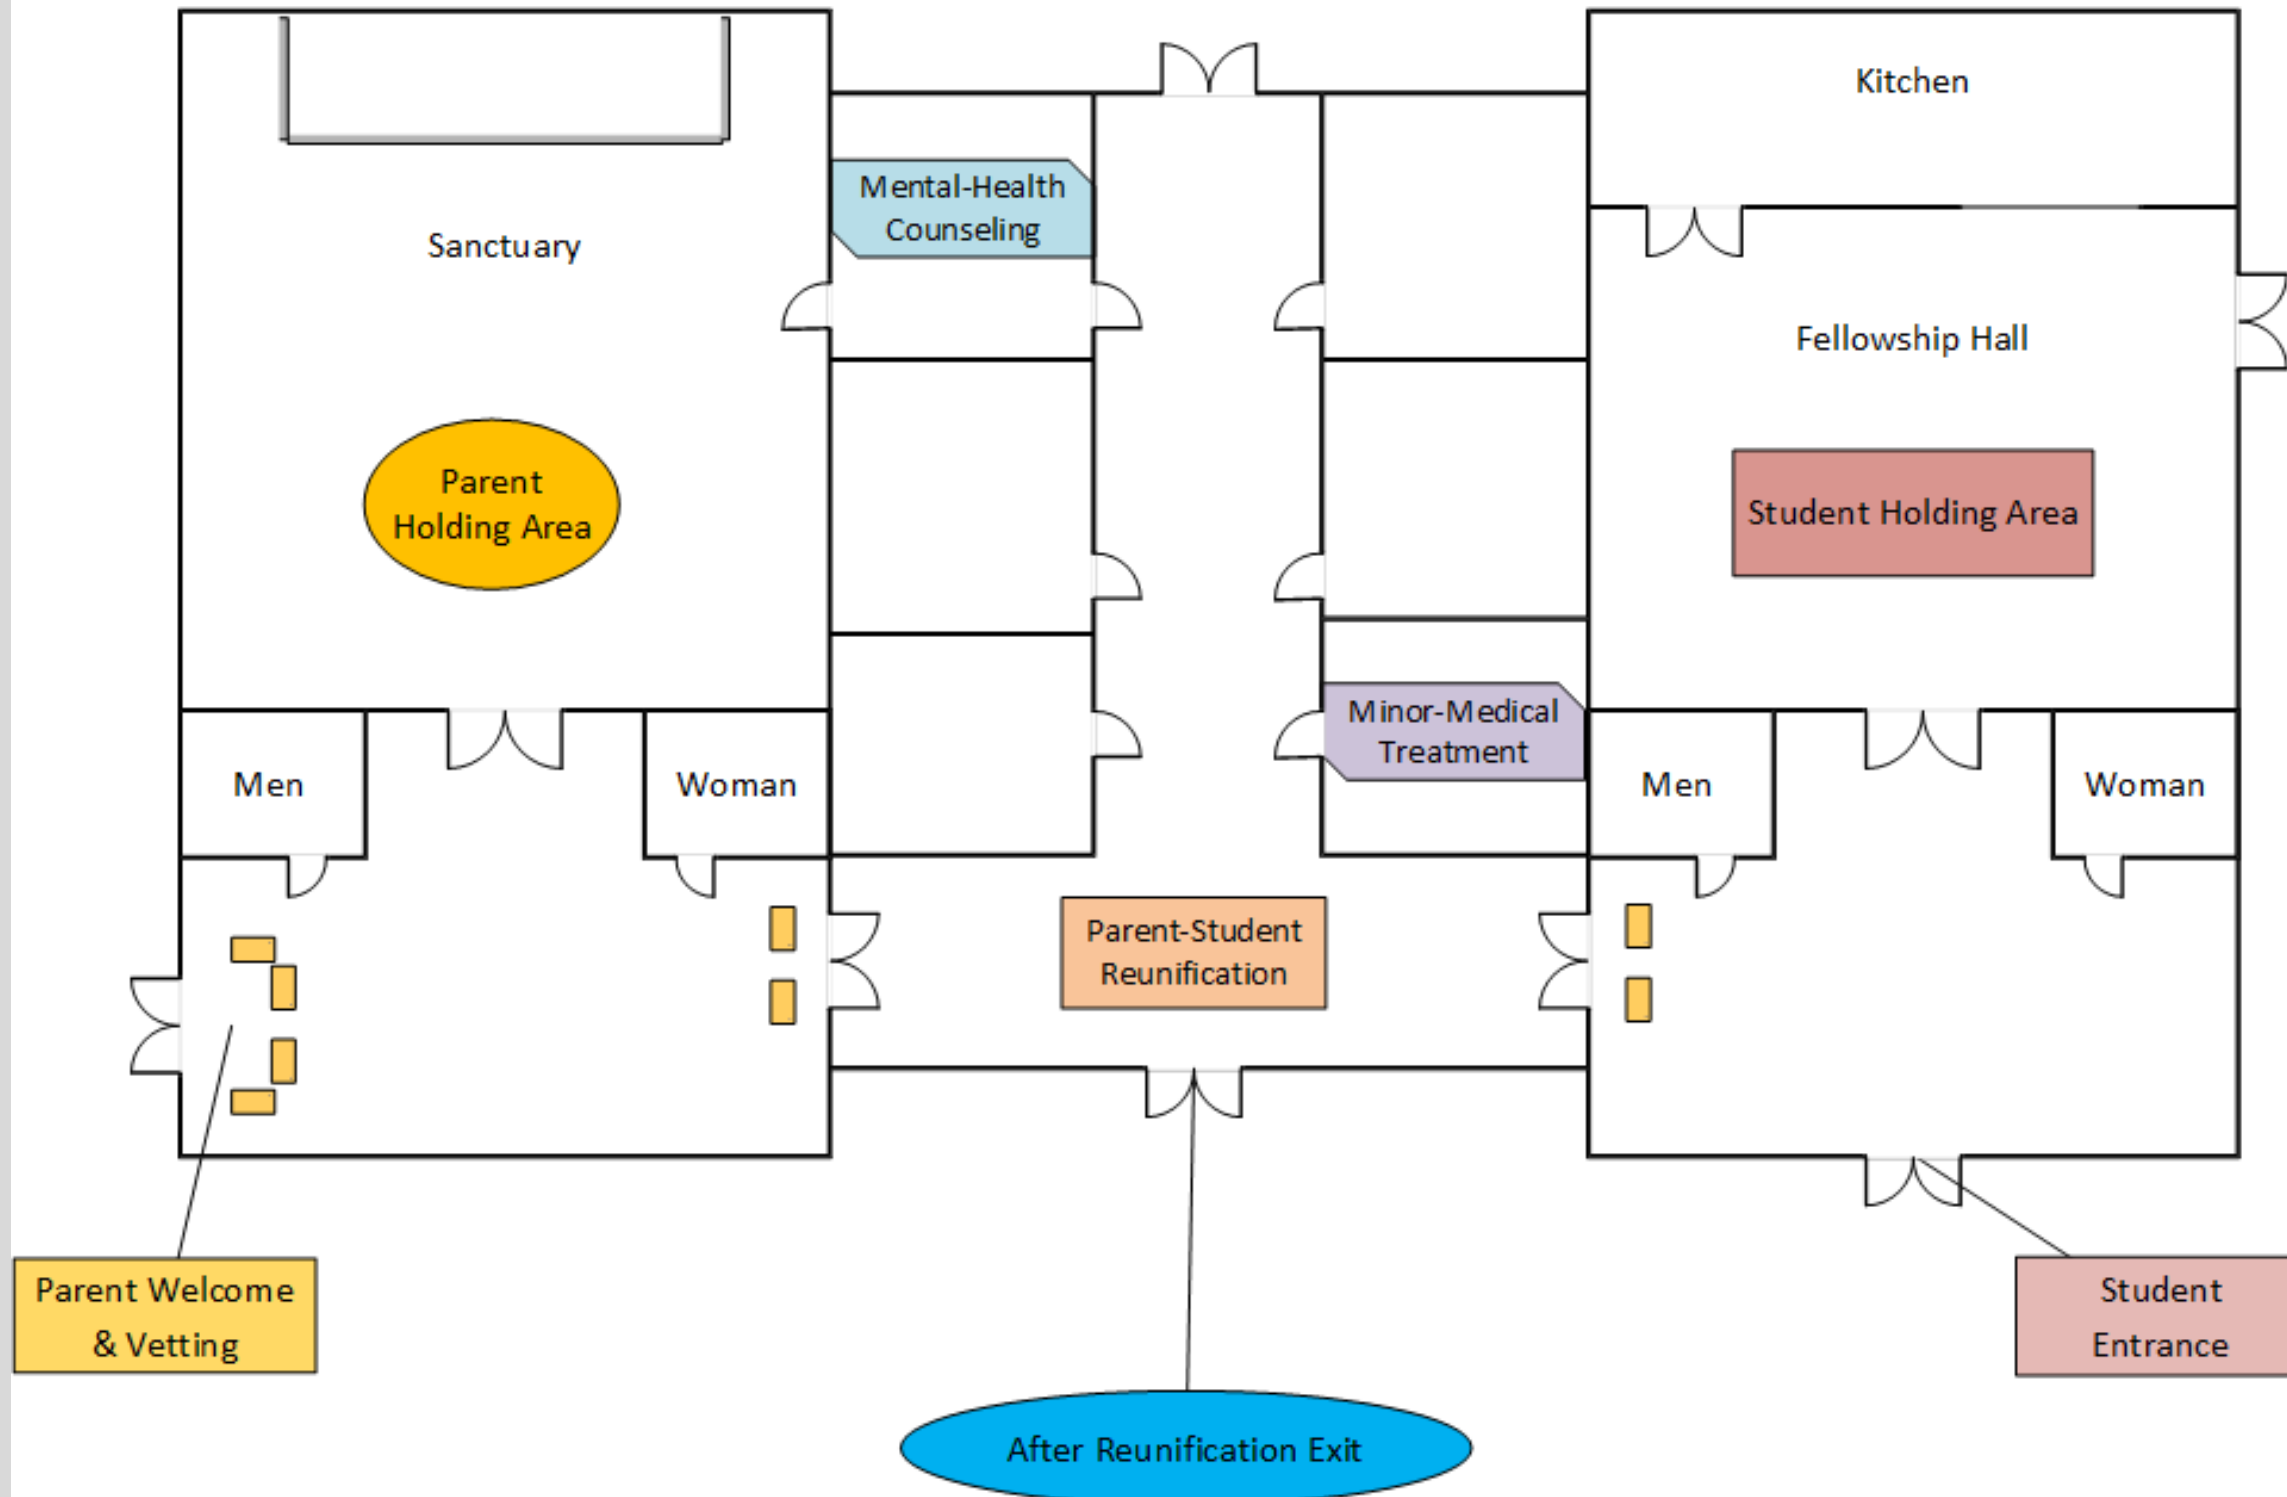 Kitchen
Mental-Health
Counseling
Sanctuary
Fellowship Hall
Parent
Holding Area
Student Holding Area
Minor-Medical
Treatment
Men
Woman
Men
Woman
Parent-Student
Reunification
Parent Welcome
& Vetting
Student
Entrance
After Reunification Exit